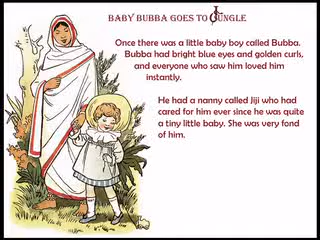 BABY BUBBA GOES TO JUNGLE
Once there was a little baby boy called Bubba.
Bubba had bright blue eyes and golden curls,
and everyone who saw him loved him
instantly.
He had a nanny called Jiji who had
cared for him ever since he was quite
a tiny little baby. She was very fond
of him.